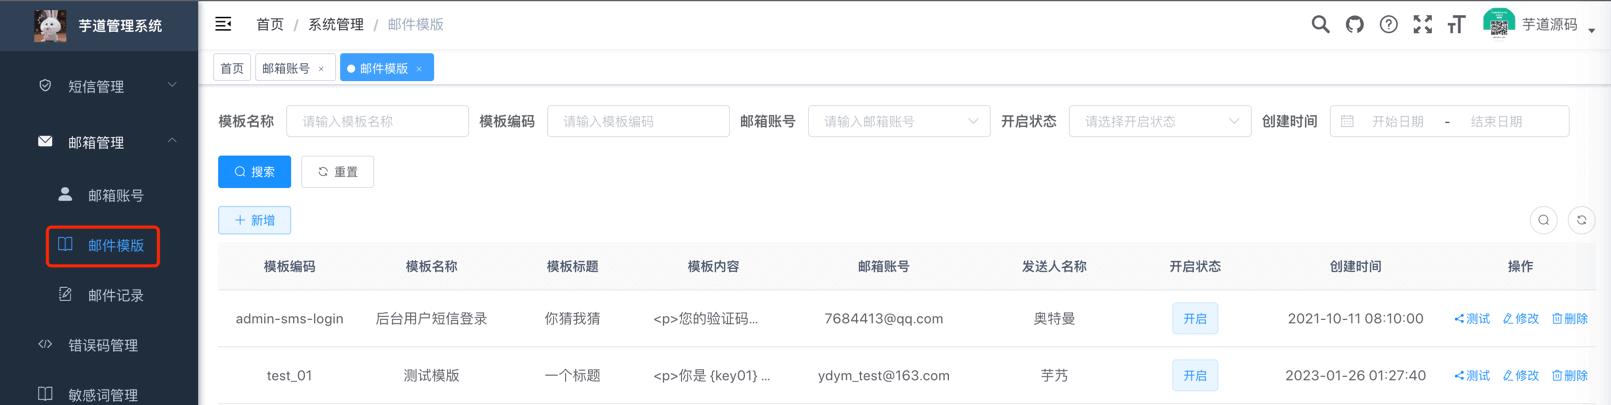 芋道管理系统
首页 / 系统管理 / 邮件模版
芋道源码
首页 邮箱账号 × 邮件模版 ×
短信管理
邮箱管理
邮箱账号
邮件模版
邮件记录
错误码管理
敏感词管理
模板名称 请输入模板名称 模板编码 请输入模板编码 邮箱账号 请输入邮箱账号 开启状态 请选择开启状态 创建时间 开始日期 - 结束日期
搜索 重置
+ 新增
模板编码 模板名称 模板标题 模板内容 邮箱账号 发送人名称 开启状态 创建时间 操作
admin-sms-login 后台用户短信登录 你猜我猜 <p>您的验证码... 7684413@qq.com 奥特曼 开启 2021-10-11 08:10:00 测试 修改 删除
test_01 测试模版 一个标题 <p>你是 {key01} ... ydym_test@163.com 芋艿 开启 2023-01-26 01:27:40 测试 修改 删除